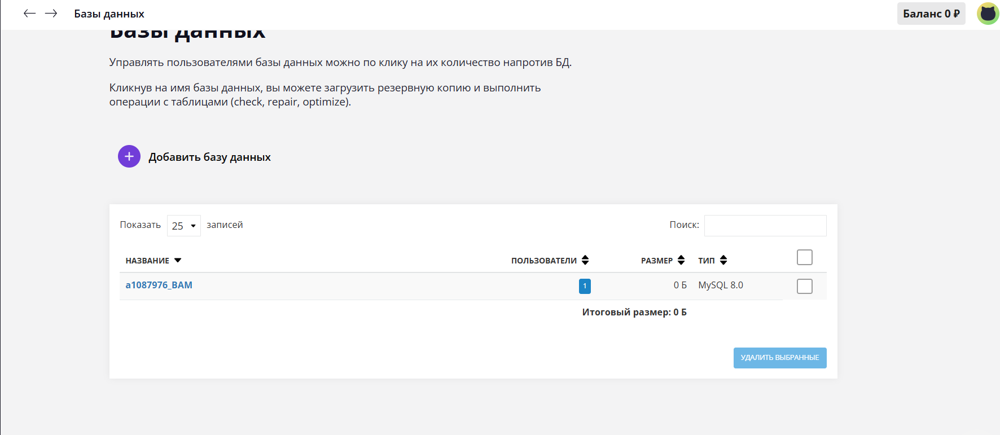 Базы данных
Баланс 0 ₽
Базы данных
Управлять пользователями базы данных можно по клику на их количество напротив БД.
Кликнув на имя базы данных, вы можете загрузить резервную копию и выполнить
операции с таблицами (check, repair, optimize).
Добавить базу данных
Показать 25 записей
Поиск:
НАЗВАНИЕ ПОЛЬЗОВАТЕЛИ РАЗМЕР ТИП
a1087976_BAM 1 0 Б MySQL 8.0
Итоговый размер: 0 Б
УДАЛИТЬ ВЫБРАННЫЕ